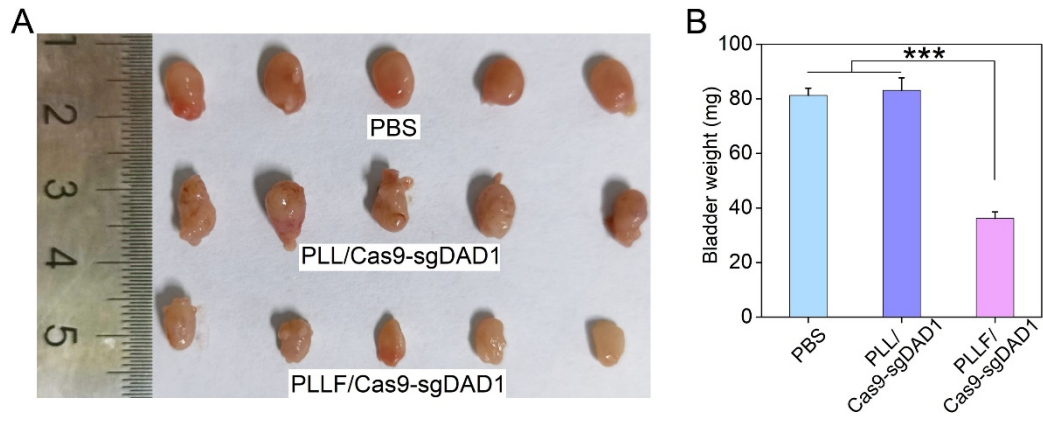 A
1
2
3
4
5
PBS
PLL/Cas9-sgDAD1
PLLF/Cas9-sgDAD1
B
Bladder weight (mg)
100
80
60
40
20
0
***
PBS
PLL/
Cas9-sgDAD1
PLLF/
Cas9-sgDAD1